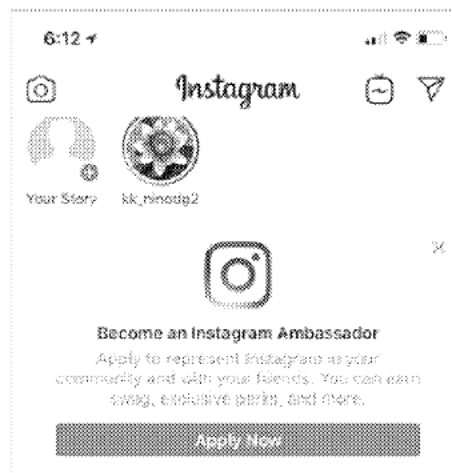 6:12
Instagram
Your Story kk_ninodg2
Become an Instagram Ambassador
Apply to represent Instagram in your
community and with your friends. You can earn
swag, exclusive perks, and more.
Apply Now